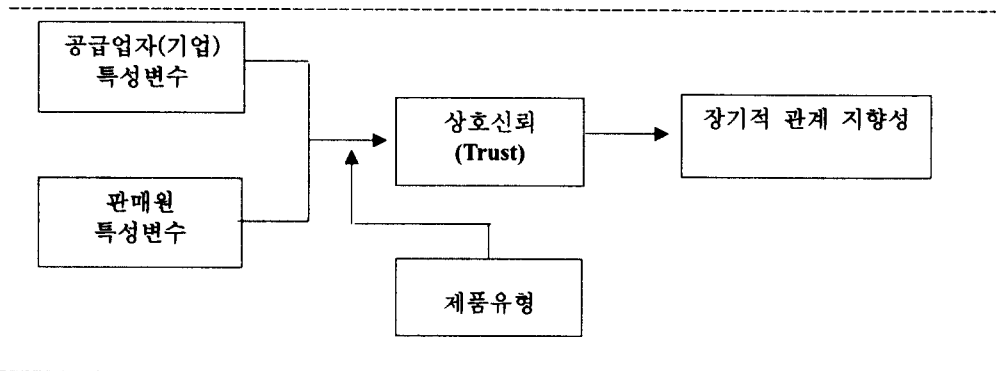 공급업자(기업)
특성변수
상호신뢰
(Trust)
장기적 관계 지향성
판매원
특성변수
제품유형